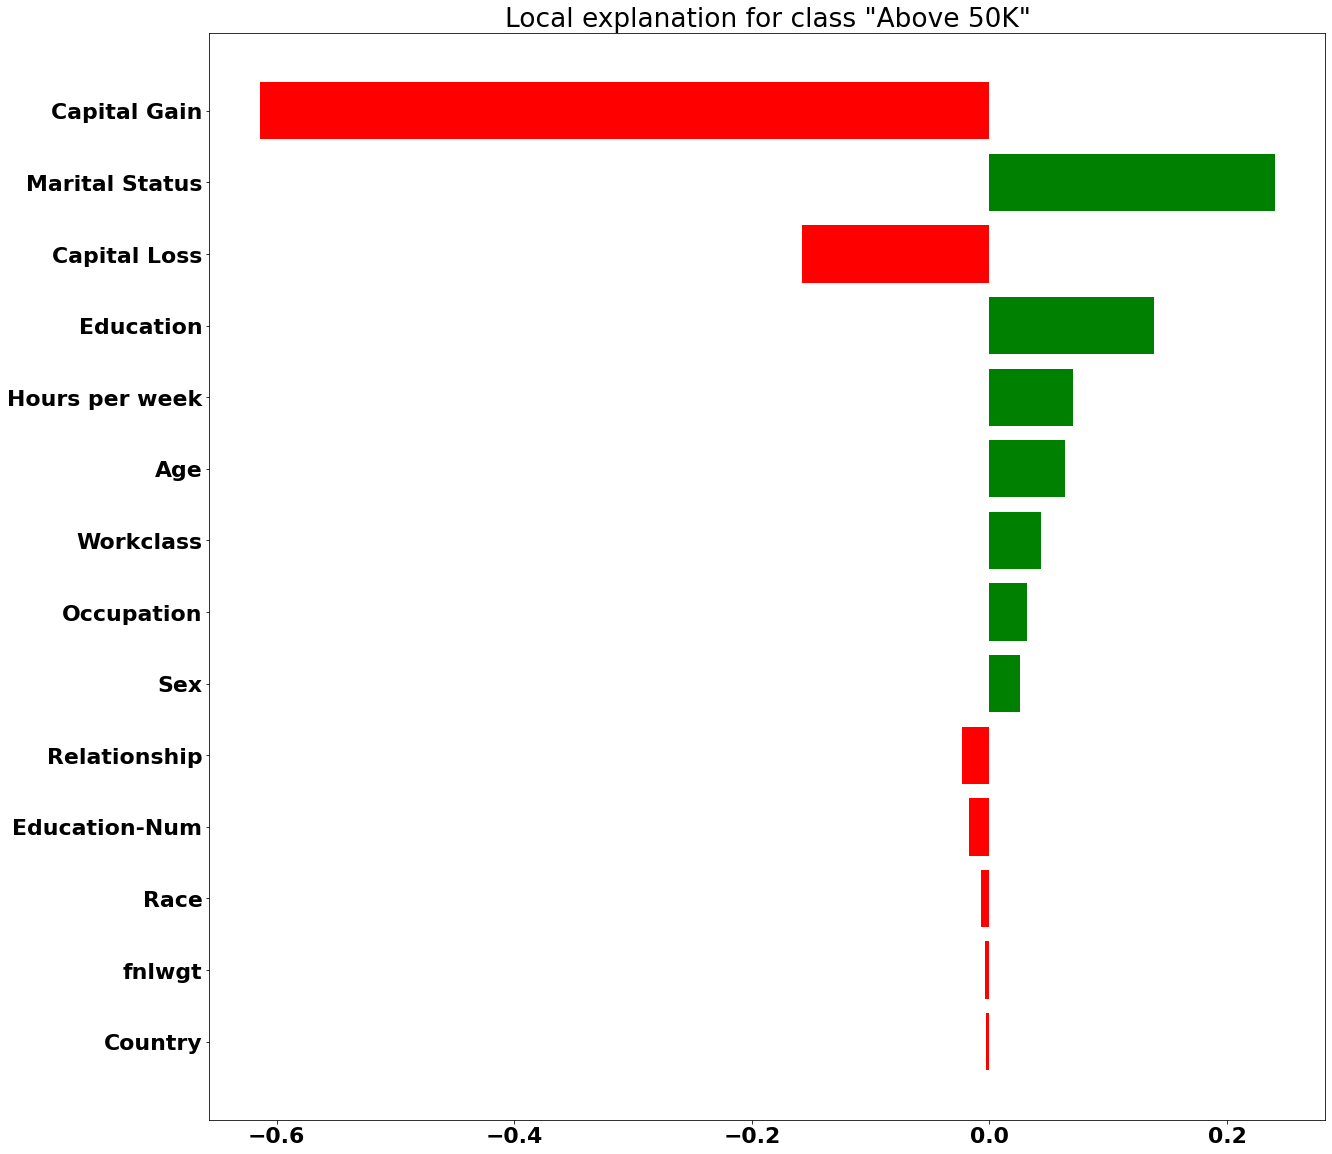 Local explanation for class "Above 50K"
Capital Gain
Marital Status
Capital Loss
Education
Hours per week
Age
Workclass
Occupation
Sex
Relationship
Education-Num
Race
fnlwgt
Country
−0.6 −0.4 −0.2 0.0 0.2